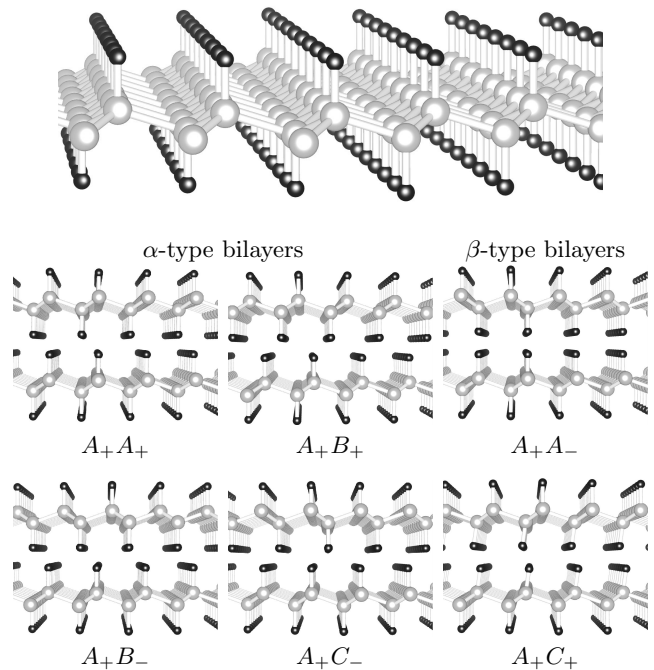 α-type bilayers β-type bilayers
A₊A₊ A₊B₊ A₊A₋
A₊B₋ A₊C₋ A₊C₊